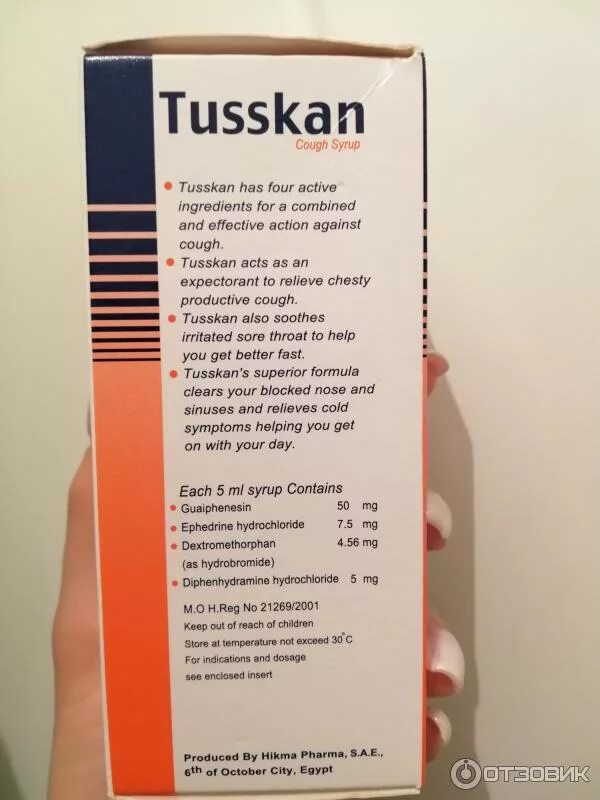 Tusskan
Cough Syrup
• Tusskan has four active
ingredients for a combined
and effective action against
cough.
• Tusskan acts as an
expectorant to relieve chesty
productive cough.
• Tusskan also soothes
irritated sore throat to help
you get better fast.
• Tusskan's superior formula
clears your blocked nose and
sinuses and relieves cold
symptoms helping you get
on with your day.
Each 5 ml syrup Contains
• Guaiphenesin 50 mg
• Ephedrine hydrochloride 7.5 mg
• Dextromethorphan 4.56 mg
(as hydrobromide)
• Diphenhydramine hydrochloride 5 mg
M.O H.Reg No 21269/2001
Keep out of reach of children
Store at temperature not exceed 30°C
For indications and dosage
see enclosed insert
Produced By Hikma Pharma, S.A.E.,
6th of October City, Egypt
ОТЗОВИК